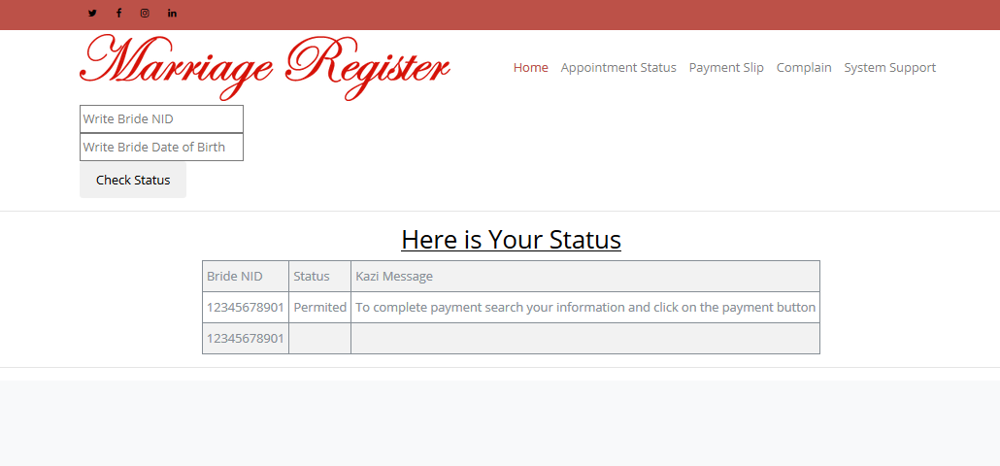 Marriage Register
Home Appointment Status Payment Slip Complain System Support
Write Bride NID
Write Bride Date of Birth
Check Status
Here is Your Status
Bride NID Status Kazi Message
12345678901 Permited To complete payment search your information and click on the payment button
12345678901